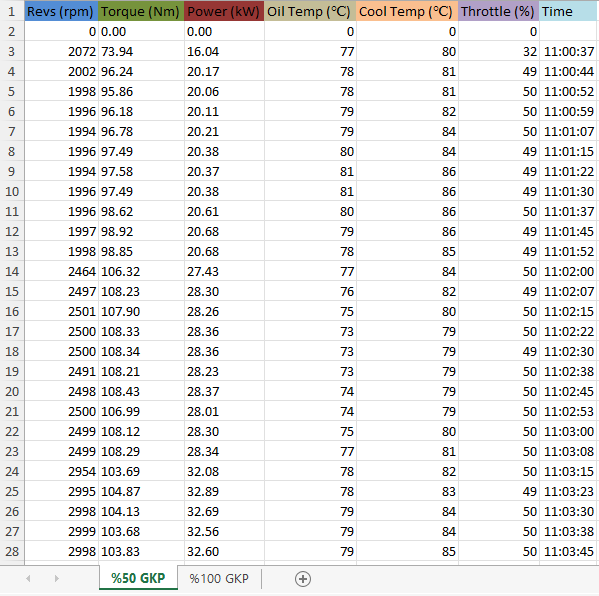 1 Revs (rpm) Torque (Nm) Power (kW) Oil Temp (°C) Cool Temp (°C) Throttle (%) Time
2 0 0.00 0.00 0 0 0
3 2072 73.94 16.04 77 80 32 11:00:37
4 2002 96.24 20.17 78 81 49 11:00:44
5 1998 95.86 20.06 78 81 50 11:00:52
6 1996 96.18 20.11 79 82 50 11:00:59
7 1994 96.78 20.21 79 84 50 11:01:07
8 1996 97.49 20.38 80 84 49 11:01:15
9 1994 97.58 20.37 81 86 49 11:01:22
10 1996 97.49 20.38 81 86 49 11:01:30
11 1996 98.62 20.61 80 86 50 11:01:37
12 1997 98.92 20.68 79 86 49 11:01:45
13 1998 98.85 20.68 78 85 49 11:01:52
14 2464 106.32 27.43 77 84 50 11:02:00
15 2497 108.23 28.30 76 82 49 11:02:07
16 2501 107.90 28.26 75 80 50 11:02:15
17 2500 108.33 28.36 73 79 50 11:02:22
18 2500 108.34 28.36 73 79 49 11:02:30
19 2491 108.21 28.23 73 79 50 11:02:38
20 2498 108.43 28.37 74 79 50 11:02:45
21 2500 106.99 28.01 74 79 50 11:02:53
22 2499 108.12 28.30 75 80 50 11:03:00
23 2499 108.29 28.34 77 81 50 11:03:08
24 2954 103.69 32.08 78 82 50 11:03:15
25 2995 104.87 32.89 78 83 49 11:03:23
26 2998 104.13 32.69 79 84 50 11:03:30
27 2999 103.68 32.56 79 84 50 11:03:38
28 2998 103.83 32.60 79 85 50 11:03:45
%50 GKP %100 GKP